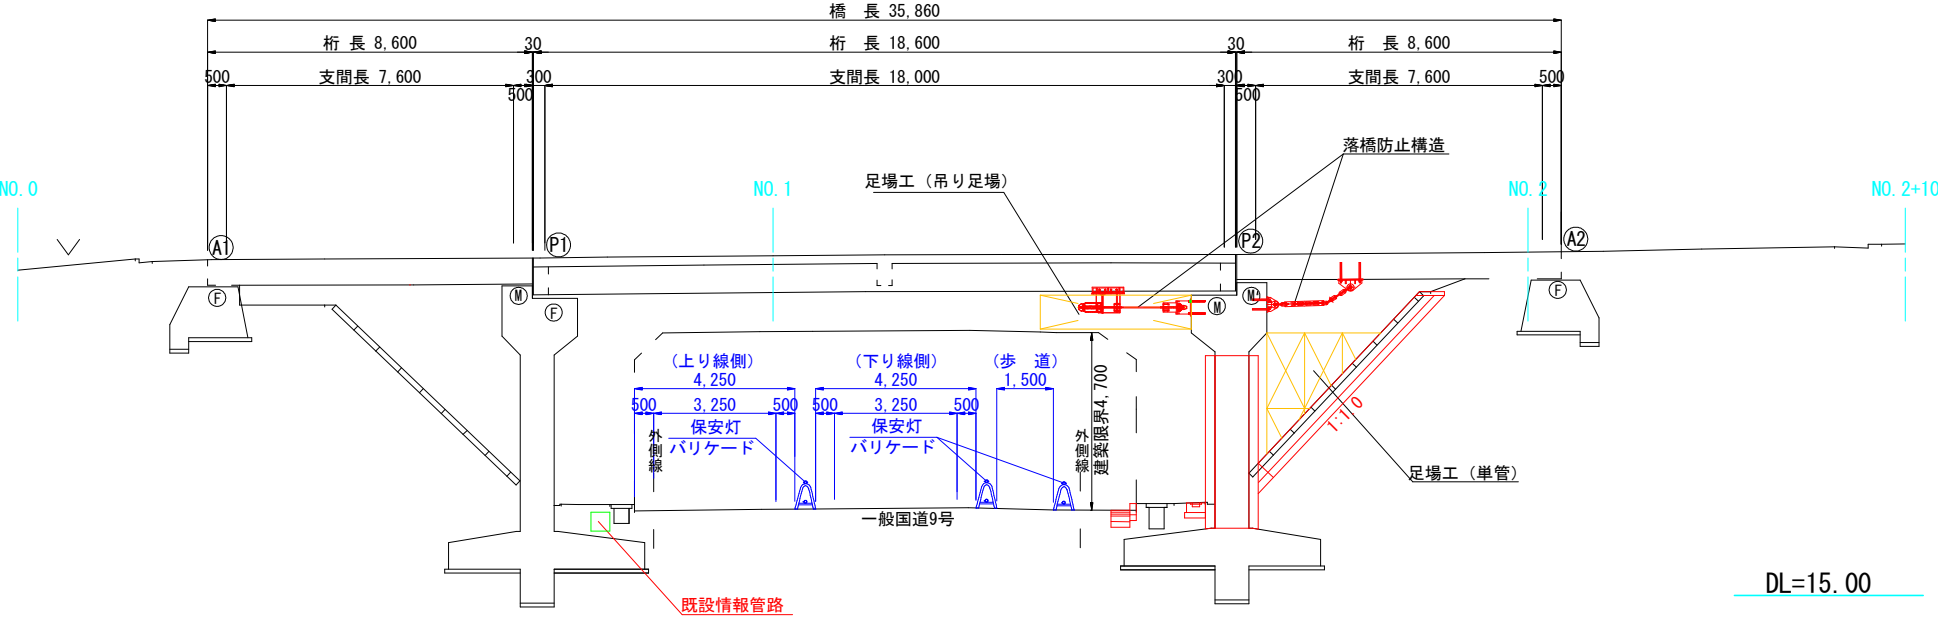 橋　長 35,860
桁 長 8,600
30
桁　長 18,600
30
桁　長 8,600
500
支間長 7,600
300
支間長 18,000
300
支間長 7,600
500
500
500
落橋防止構造
足場工（吊り足場）
NO.0
NO.1
NO.2
NO.2+10
A1
P1
P2
A2
F
M
F
M
M
F
（上り線側）
（下り線側）
（歩　道）
4,250
4,250
1,500
500
3,250
500
500
3,250
500
保安灯
バリケード
保安灯
バリケード
外側線
外側線
建築限界4,700
1:1.0
足場工（単管）
一般国道9号
既設情報管路
DL=15.00